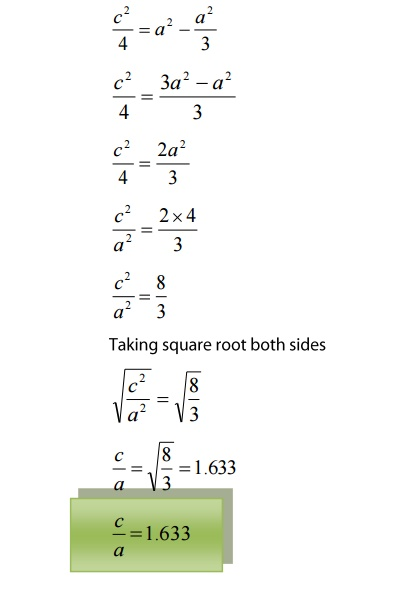 c²/4 = a² − a²/3
c²/4 = (3a² − a²)/3
c²/4 = 2a²/3
c²/a² = (2 × 4)/3
c²/a² = 8/3
Taking square root both sides
√(c²/a²) = √(8/3)
c/a = √(8/3) = 1.633
c/a = 1.633